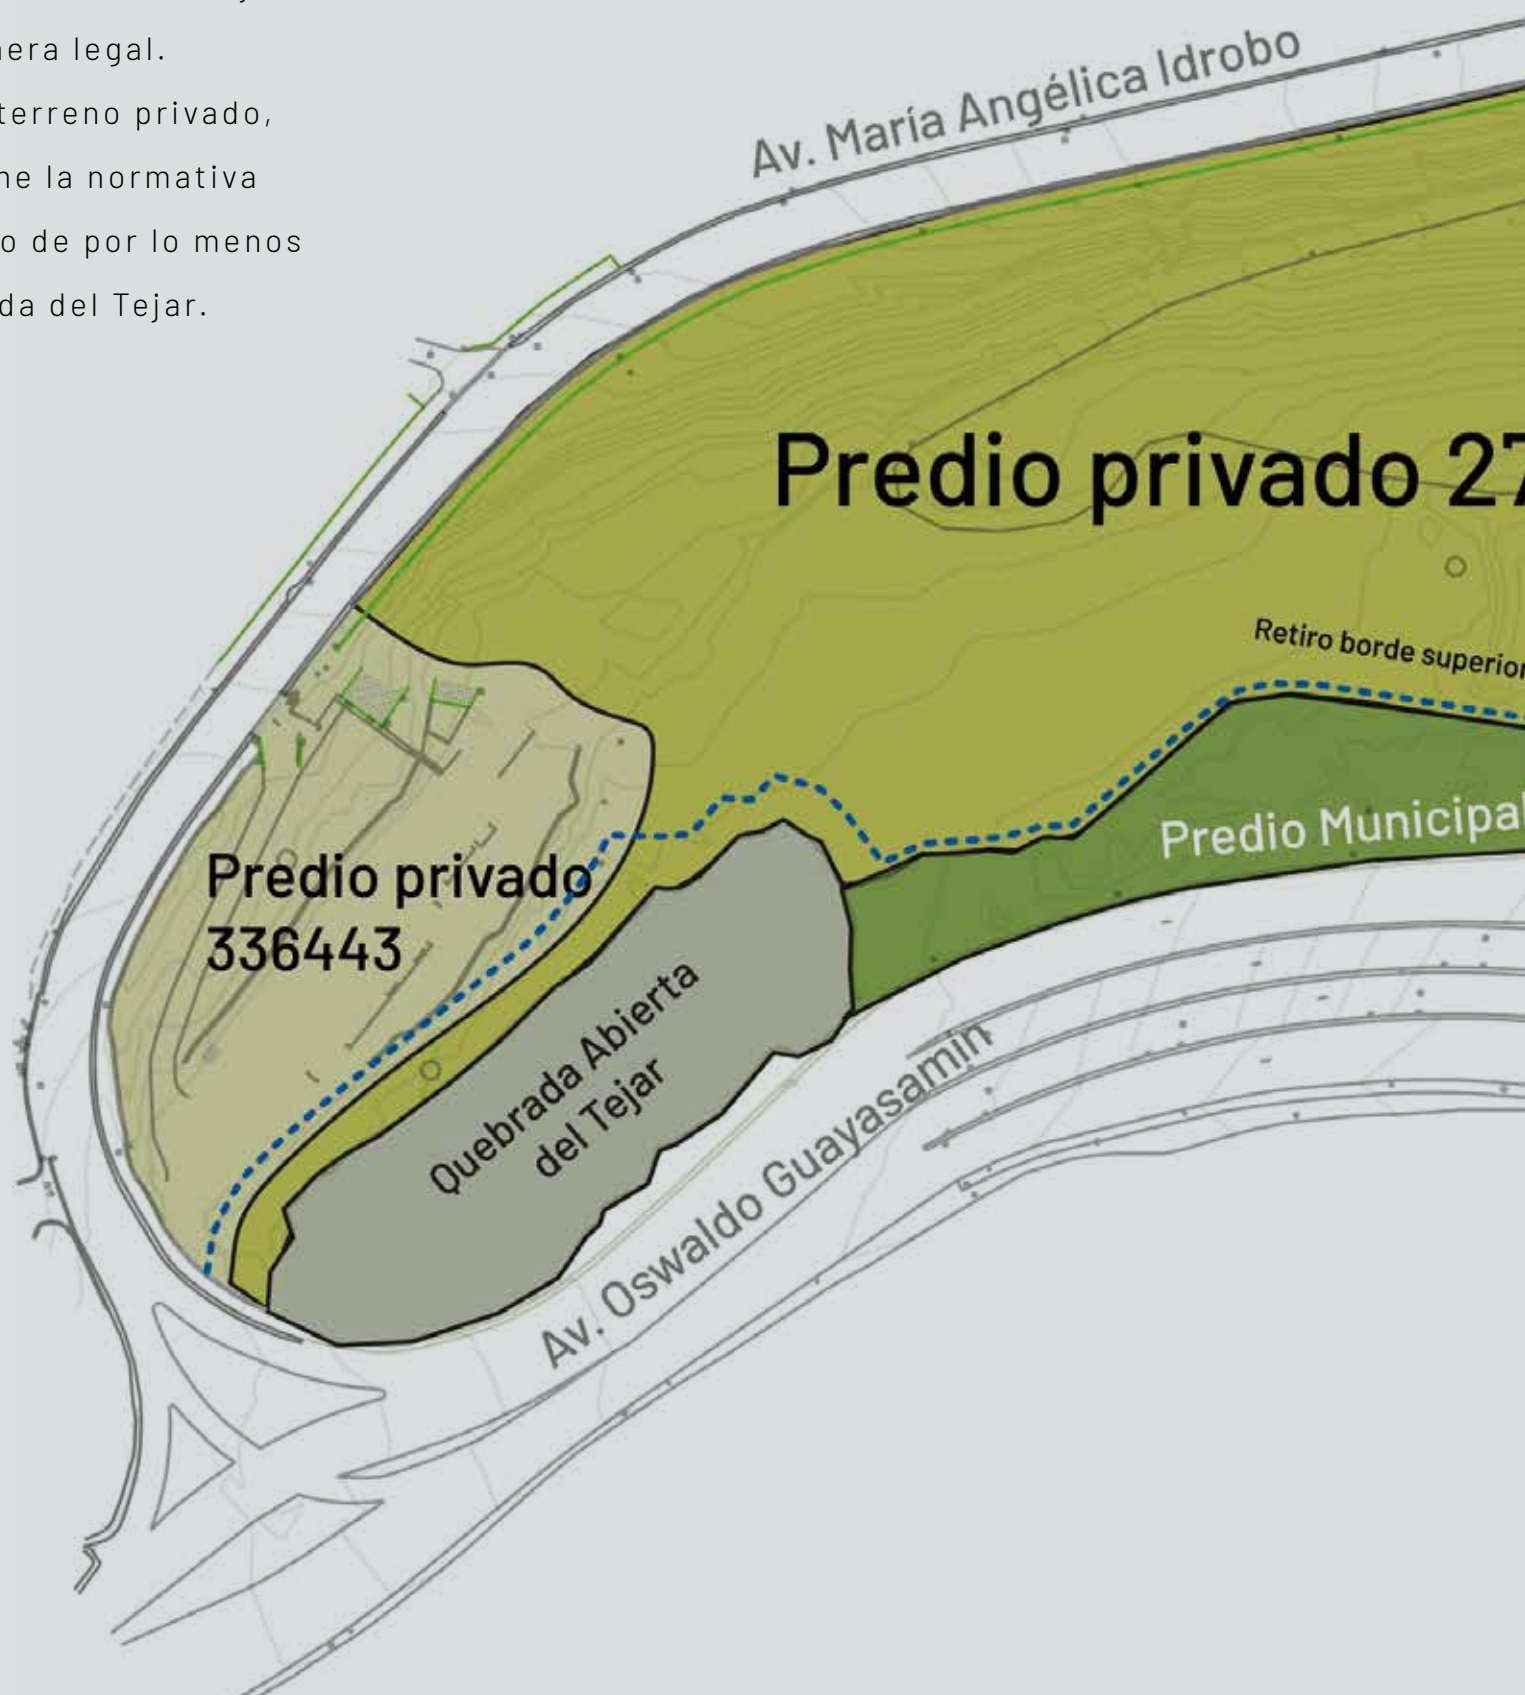 era legal.
terreno privado,
ne la normativa
o de por lo menos
da del Tejar.
Av. María Angélica Idrobo
Predio privado 27
Retiro borde superior
Predio Municipal
Predio privado
336443
Quebrada Abierta
del Tejar
Av. Oswaldo Guayasamin